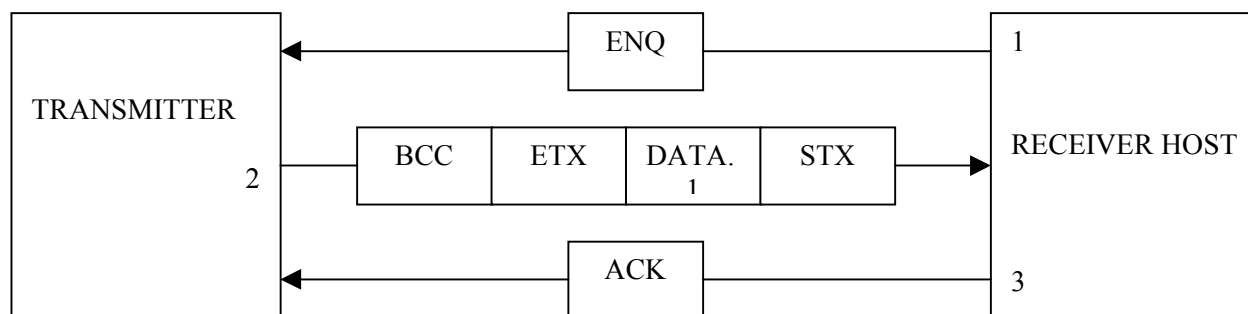 ENQ
1
TRANSMITTER
2
BCC ETX DATA. STX
1
RECEIVER HOST
ACK
3